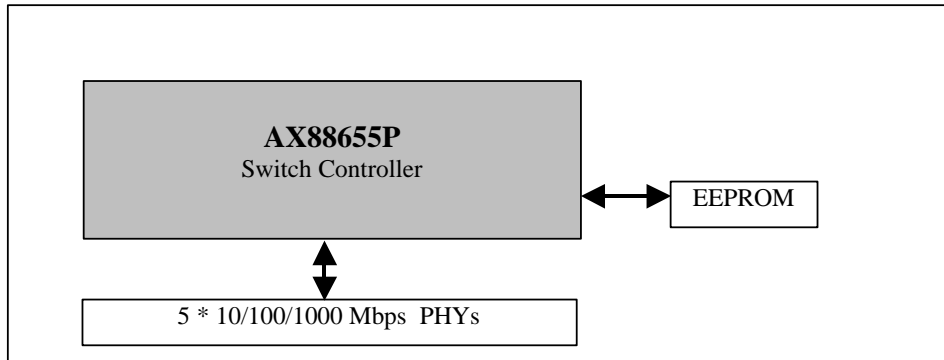 AX88655P
Switch Controller
EEPROM
5 * 10/100/1000 Mbps PHYs